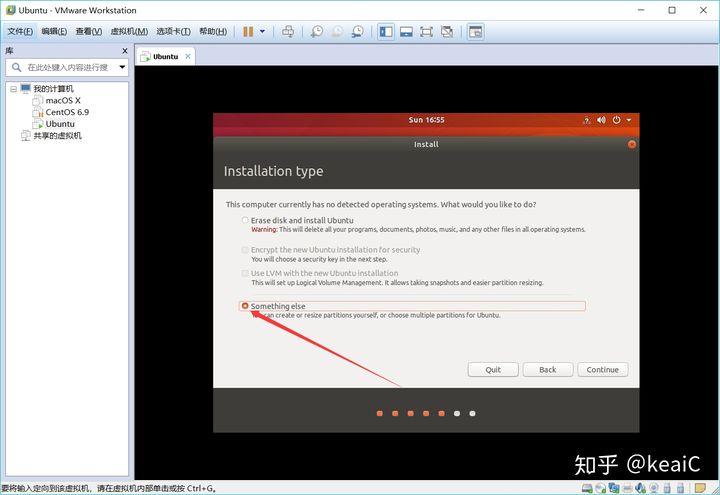 Ubuntu - VMware Workstation
文件(F) 编辑(E) 查看(V) 虚拟机(M) 选项卡(T) 帮助(H)
库
在此处键入内容进行搜
我的计算机
macOS X
CentOS 6.9
Ubuntu
共享的虚拟机
Ubuntu
Sun 16:55
Install
Installation type
This computer currently has no detected operating systems. What would you like to do?
Erase disk and install Ubuntu
Warning: This will delete all your programs, documents, photos, music, and any other files in all operating systems.
Encrypt the new Ubuntu installation for security
You will choose a security key in the next step.
Use LVM with the new Ubuntu installation
This will set up Logical Volume Management. It allows taking snapshots and easier partition resizing.
Something else
can create or resize partitions yourself, or choose multiple partitions for Ubuntu.
Quit Back Continue
知乎 @keaiC
要将输入定向到该虚拟机，请在虚拟机内部单击或按 Ctrl+G。